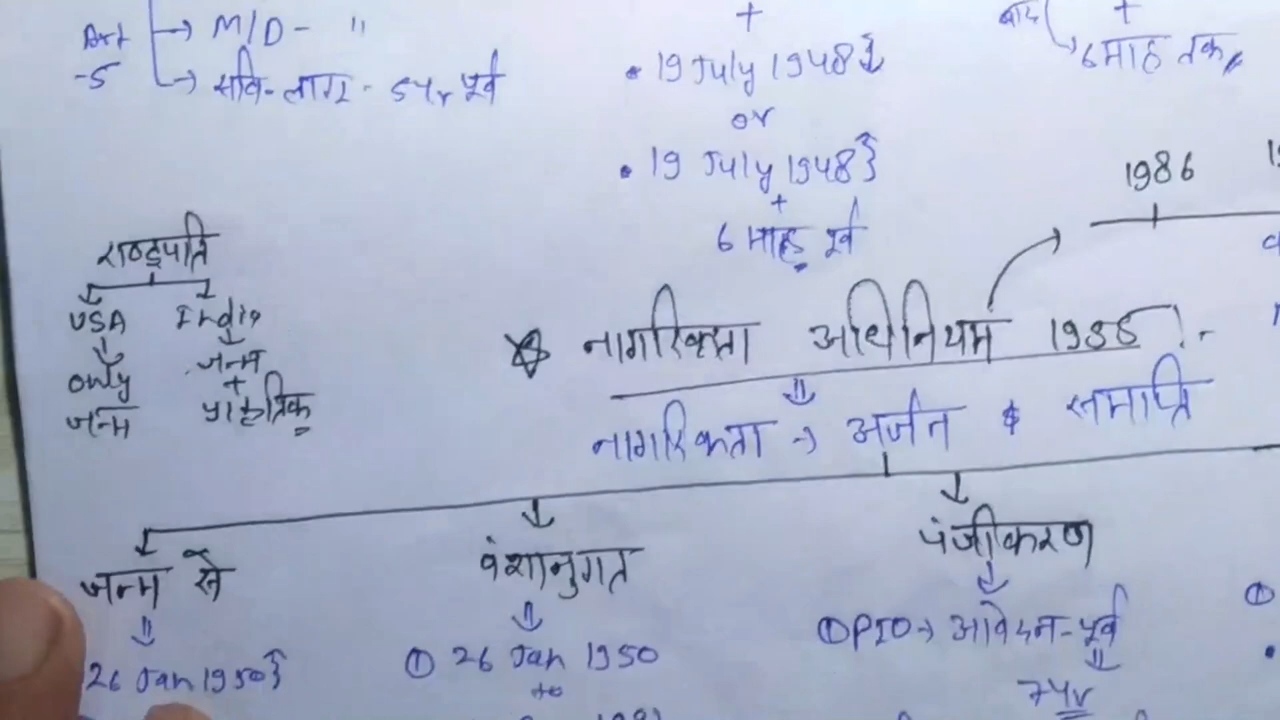 Art
-5
→ M/D - "
→ संवि. लागू - 5yr पूर्व
+
• 19 July 1948}
or
• 19 July 1948}
+
6 माह पूर्व
बाद
+
6 माह तक
1986
राष्ट्रपति
USA
only
जन्म
India
जन्म
+
प्राकृतिक
नागरिकता अधिनियम 1955 :-
नागरिकता → अर्जन & समाप्ति
जन्म से
26 Jan 1950}
वंशानुगत
① 26 Jan 1950
to
पंजीकरण
① PIO → आवेदन - पूर्व
7yr
①